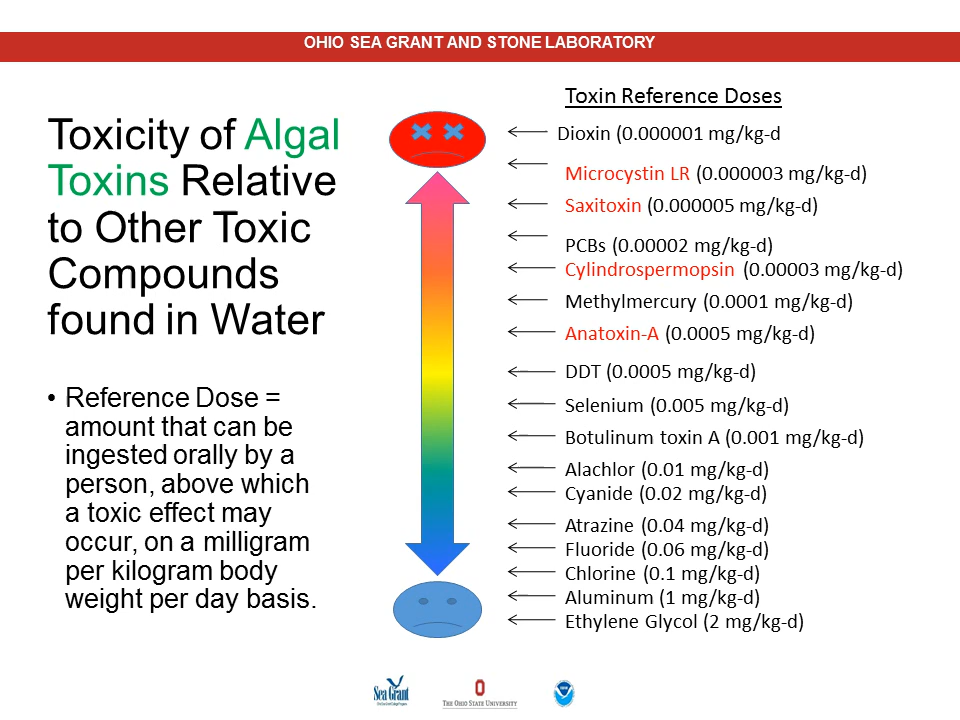 OHIO SEA GRANT AND STONE LABORATORY
Toxicity of Algal
Toxins Relative
to Other Toxic
Compounds
found in Water
• Reference Dose =
amount that can be
ingested orally by a
person, above which
a toxic effect may
occur, on a milligram
per kilogram body
weight per day basis.
Toxin Reference Doses
Dioxin (0.000001 mg/kg-d
Microcystin LR (0.000003 mg/kg-d)
Saxitoxin (0.000005 mg/kg-d)
PCBs (0.00002 mg/kg-d)
Cylindrospermopsin (0.00003 mg/kg-d)
Methylmercury (0.0001 mg/kg-d)
Anatoxin-A (0.0005 mg/kg-d)
DDT (0.0005 mg/kg-d)
Selenium (0.005 mg/kg-d)
Botulinum toxin A (0.001 mg/kg-d)
Alachlor (0.01 mg/kg-d)
Cyanide (0.02 mg/kg-d)
Atrazine (0.04 mg/kg-d)
Fluoride (0.06 mg/kg-d)
Chlorine (0.1 mg/kg-d)
Aluminum (1 mg/kg-d)
Ethylene Glycol (2 mg/kg-d)
Sea Grant
THE OHIO STATE UNIVERSITY